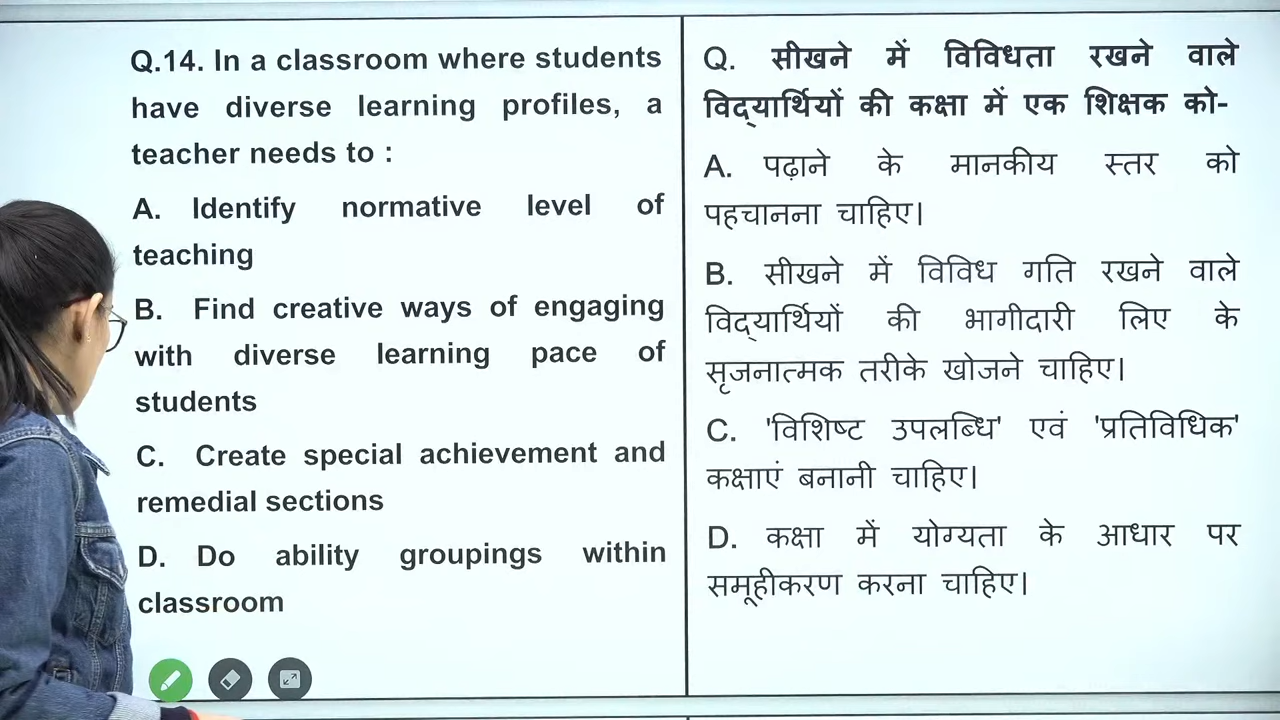 Q.14. In a classroom where students
have diverse learning profiles, a
teacher needs to :
A. Identify normative level of
teaching
B. Find creative ways of engaging
with diverse learning pace of
students
C. Create special achievement and
remedial sections
D. Do ability groupings within
classroom
Q. सीखने में विविधता रखने वाले
विद्यार्थियों की कक्षा में एक शिक्षक को-
A. पढ़ाने के मानकीय स्तर को
पहचानना चाहिए।
B. सीखने में विविध गति रखने वाले
विद्यार्थियों की भागीदारी लिए के
सृजनात्मक तरीके खोजने चाहिए।
C. 'विशिष्ट उपलब्धि' एवं 'प्रतिविधिक'
कक्षाएं बनानी चाहिए।
D. कक्षा में योग्यता के आधार पर
समूहीकरण करना चाहिए।